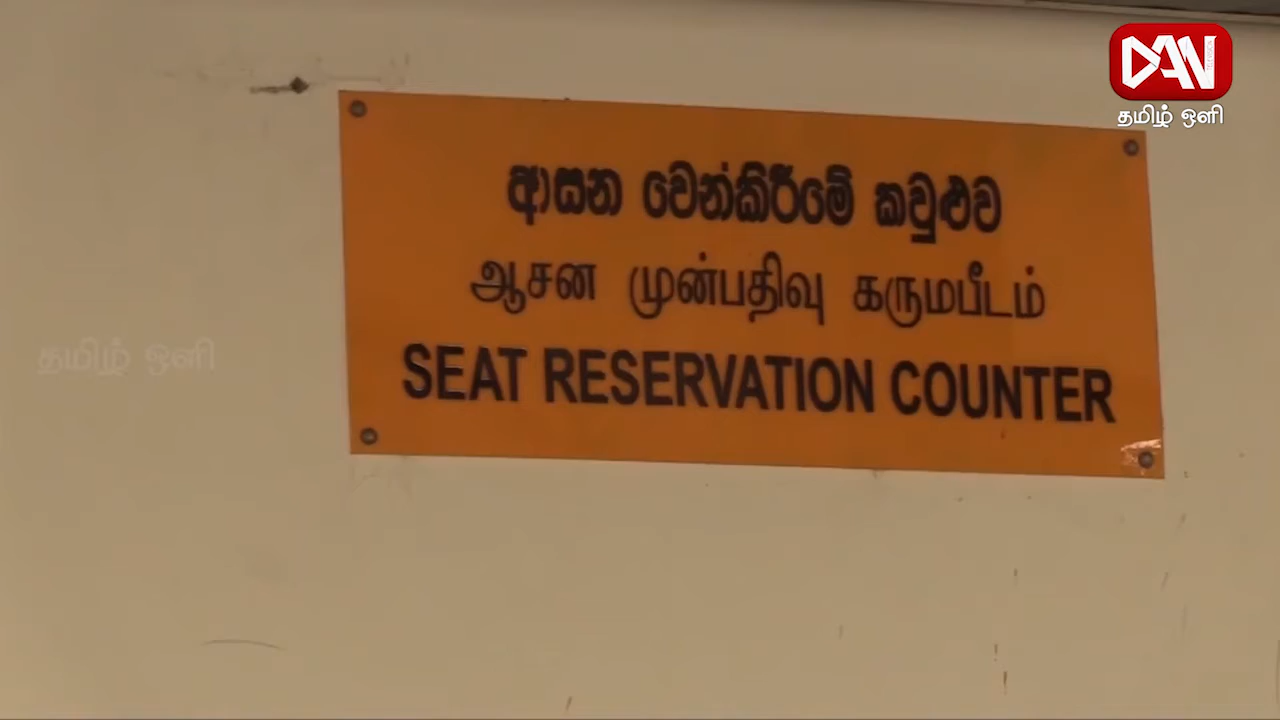 DAN
தமிழ் ஒளி
ආසන වෙන්කිරීමේ කවුළුව
ஆசன முன்பதிவு கருமபீடம்
SEAT RESERVATION COUNTER
தமிழ் ஒளி